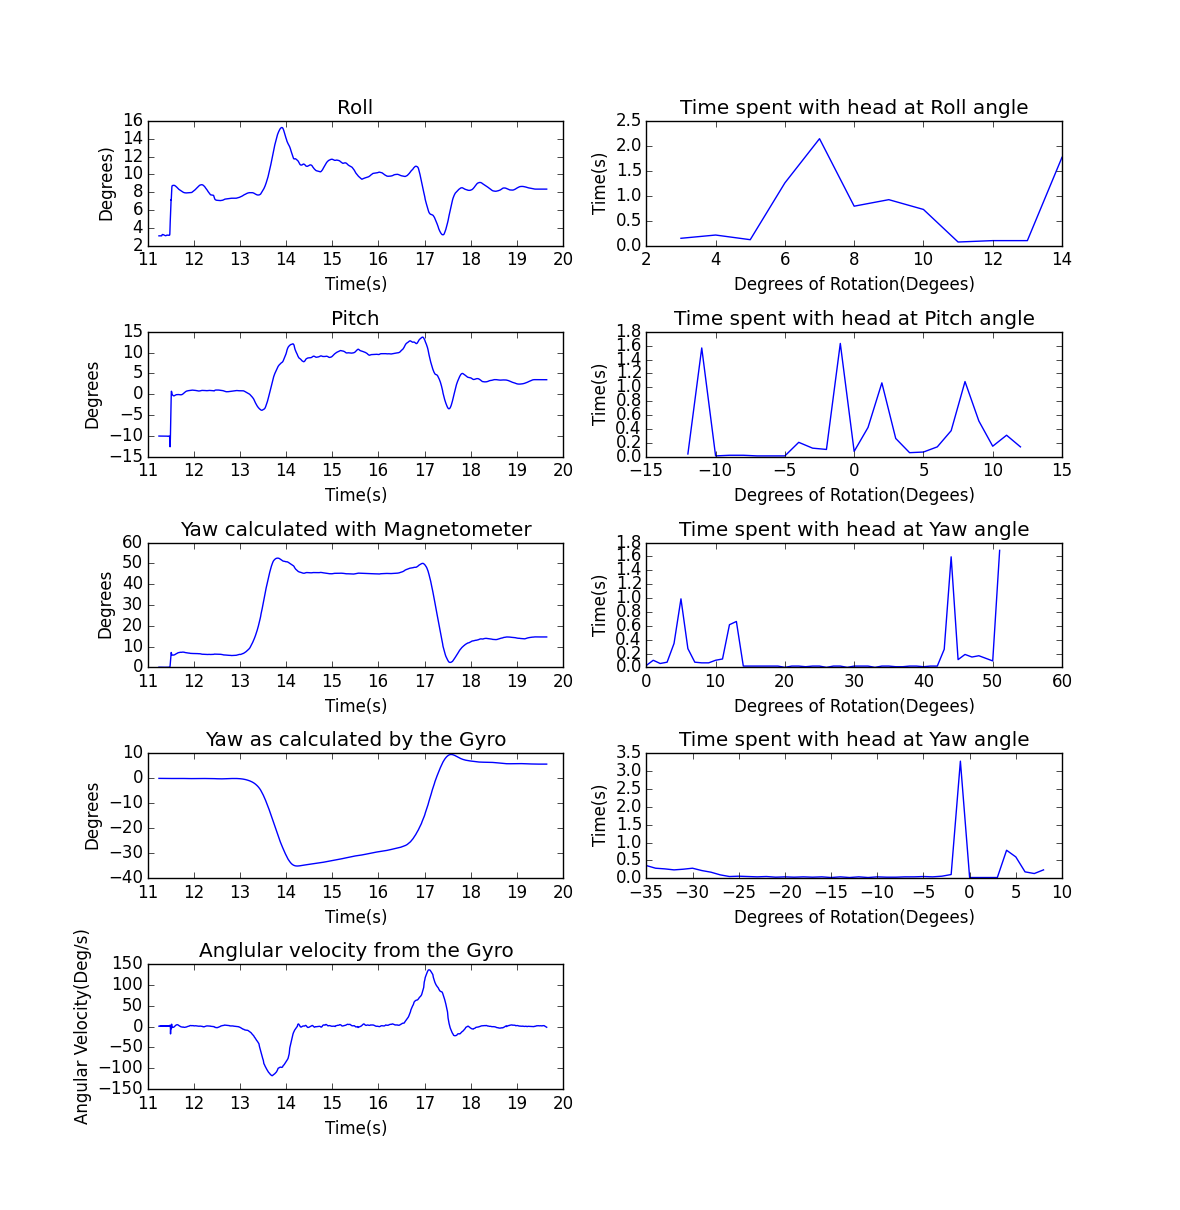 Roll
Degrees)
16
14
12
10
8
6
4
2
11 12 13 14 15 16 17 18 19 20
Time(s)
Time spent with head at Roll angle
Time(s)
2.5
2.0
1.5
1.0
0.5
0.0
2 4 6 8 10 12 14
Degrees of Rotation(Degees)
Pitch
Degrees
15
10
5
0
−5
−10
−15
11 12 13 14 15 16 17 18 19 20
Time(s)
Time spent with head at Pitch angle
Time(s)
1.8
1.6
1.4
1.2
1.0
0.8
0.6
0.4
0.2
0.0
−15 −10 −5 0 5 10 15
Degrees of Rotation(Degees)
Yaw calculated with Magnetometer
Degrees
60
50
40
30
20
10
0
11 12 13 14 15 16 17 18 19 20
Time(s)
Time spent with head at Yaw angle
Time(s)
1.8
1.6
1.4
1.2
1.0
0.8
0.6
0.4
0.2
0.0
0 10 20 30 40 50 60
Degrees of Rotation(Degees)
Yaw as calculated by the Gyro
Degrees
10
0
−10
−20
−30
−40
11 12 13 14 15 16 17 18 19 20
Time(s)
Time spent with head at Yaw angle
Time(s)
3.5
3.0
2.5
2.0
1.5
1.0
0.5
0.0
−35 −30 −25 −20 −15 −10 −5 0 5 10
Degrees of Rotation(Degees)
Anglular velocity from the Gyro
Angular Velocity(Deg/s)
150
100
50
0
−50
−100
−150
11 12 13 14 15 16 17 18 19 20
Time(s)